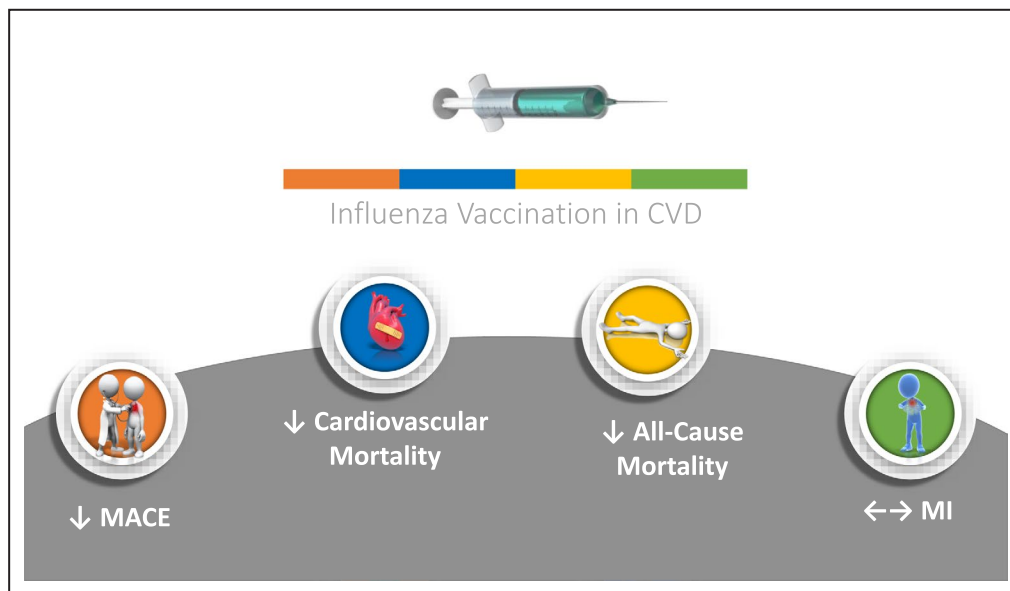 Influenza Vaccination in CVD
↓ Cardiovascular
Mortality
↓ All-Cause
Mortality
↓ MACE
←→ MI